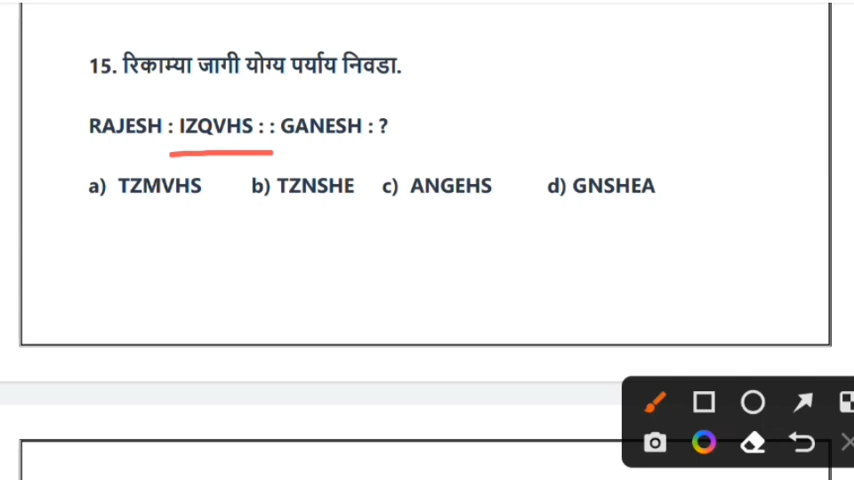 15. रिकाम्या जागी योग्य पर्याय निवडा.
RAJESH : IZQVHS : : GANESH : ?
a) TZMVHS b) TZNSHE c) ANGEHS d) GNSHEA